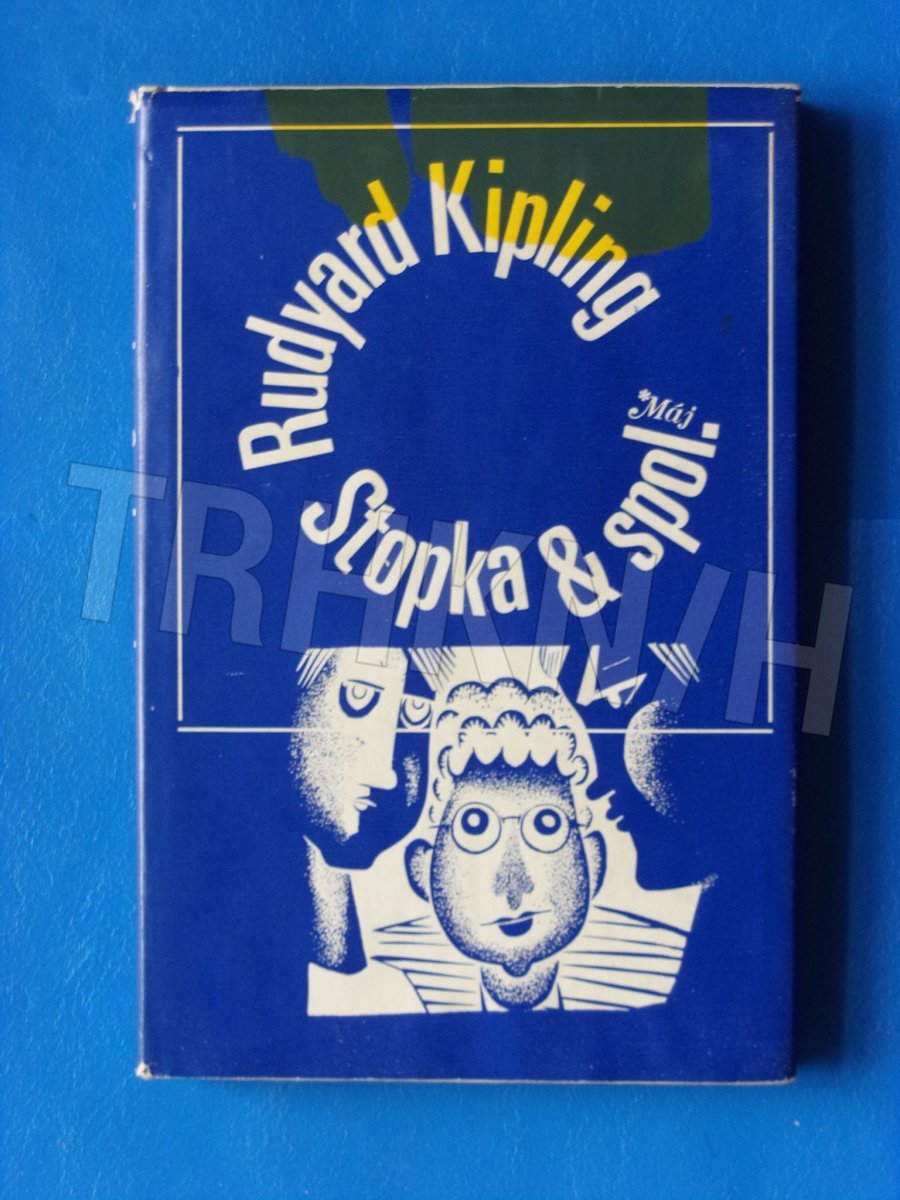 Rudyard Kipling
*Máj
Stopka & spol.
TRHKNIH